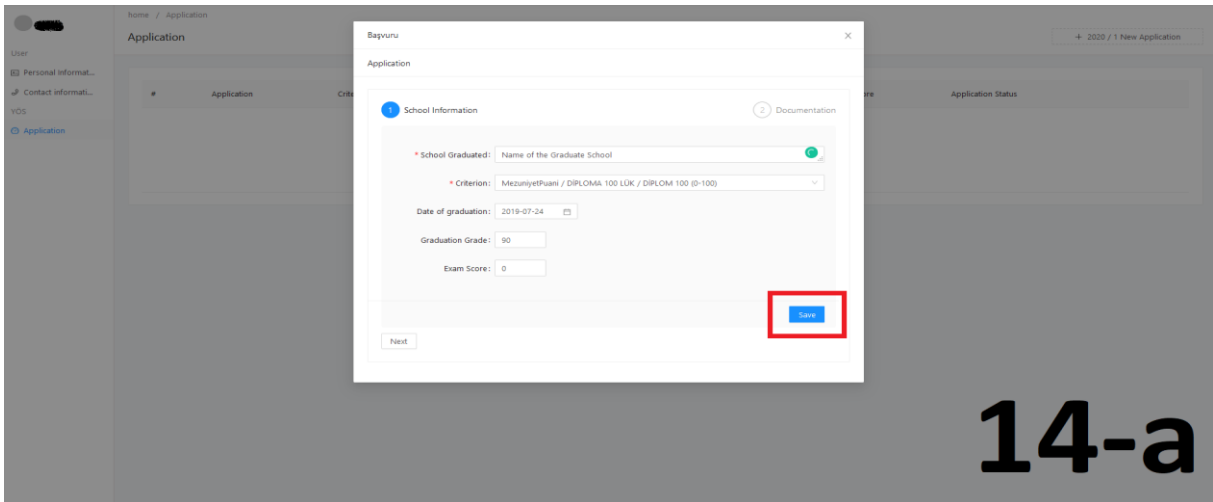 home / Application
Application
+ 2020 / 1 New Application
User
Personal Informat...
Contact informati...
YÖS
Application
# Application Crite
ore Application Status
Başvuru
Application
1 School Information
2 Documentation
* School Graduated: Name of the Graduate School
* Criterion: MezuniyetPuani / DİPLOMA 100 LÜK / DİPLOM 100 (0-100)
Date of graduation: 2019-07-24
Graduation Grade: 90
Exam Score: 0
Save
Next
14-a